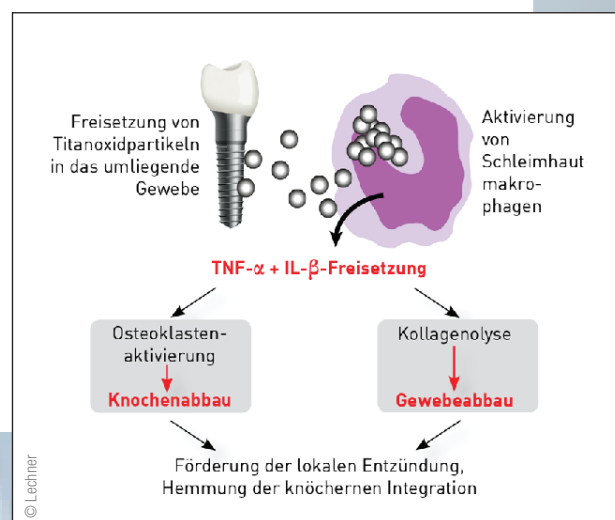 Freisetzung von
Titanoxidpartikeln
in das umliegende
Gewebe
Aktivierung
von
Schleimhaut
makro-
phagen
TNF-α + IL-β-Freisetzung
Osteoklasten-
aktivierung
Knochenabbau
Kollagenolyse
Gewebeabbau
Förderung der lokalen Entzündung,
Hemmung der knöchernen Integration
© Lechner